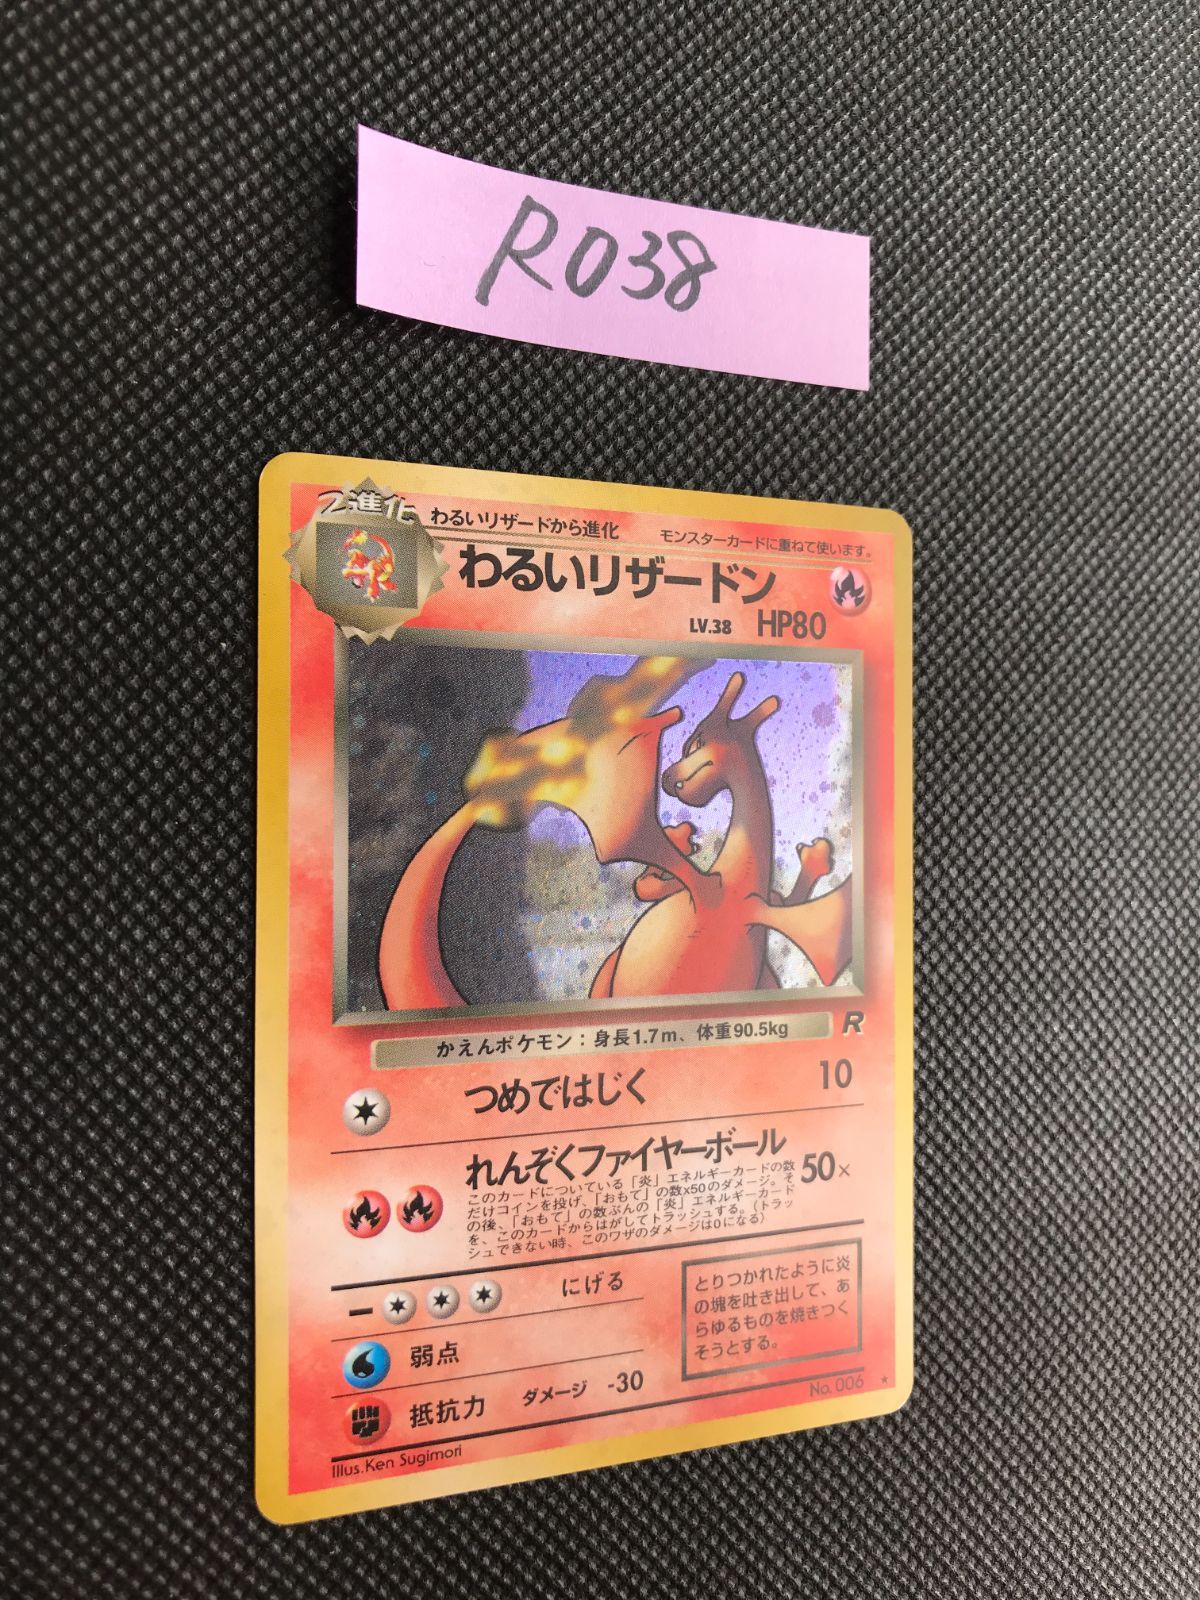 R038
2進化
わるいリザードから進化
モンスターカードに重ねて使います。
わるいリザードン
LV.38 HP80
かえんポケモン：身長1.7m、体重90.5kg
R
つめではじく 10
れんぞくファイヤーボール 50×
このカードについている「炎」エネルギーカードの数
だけコインを投げ、「おもて」の数x50のダメージ。そ
の後、「おもて」の数ぶんの「炎」エネルギーカード
を、このカードからはがしてトラッシュする。（トラッ
シュできない時、このワザのダメージは0になる）
にげる
弱点
抵抗力 ダメージ -30
とりつかれたように炎
の塊を吐き出して、あ
らゆるものを焼きつく
そうとする。
No. 006 ★
Illus.Ken Sugimori